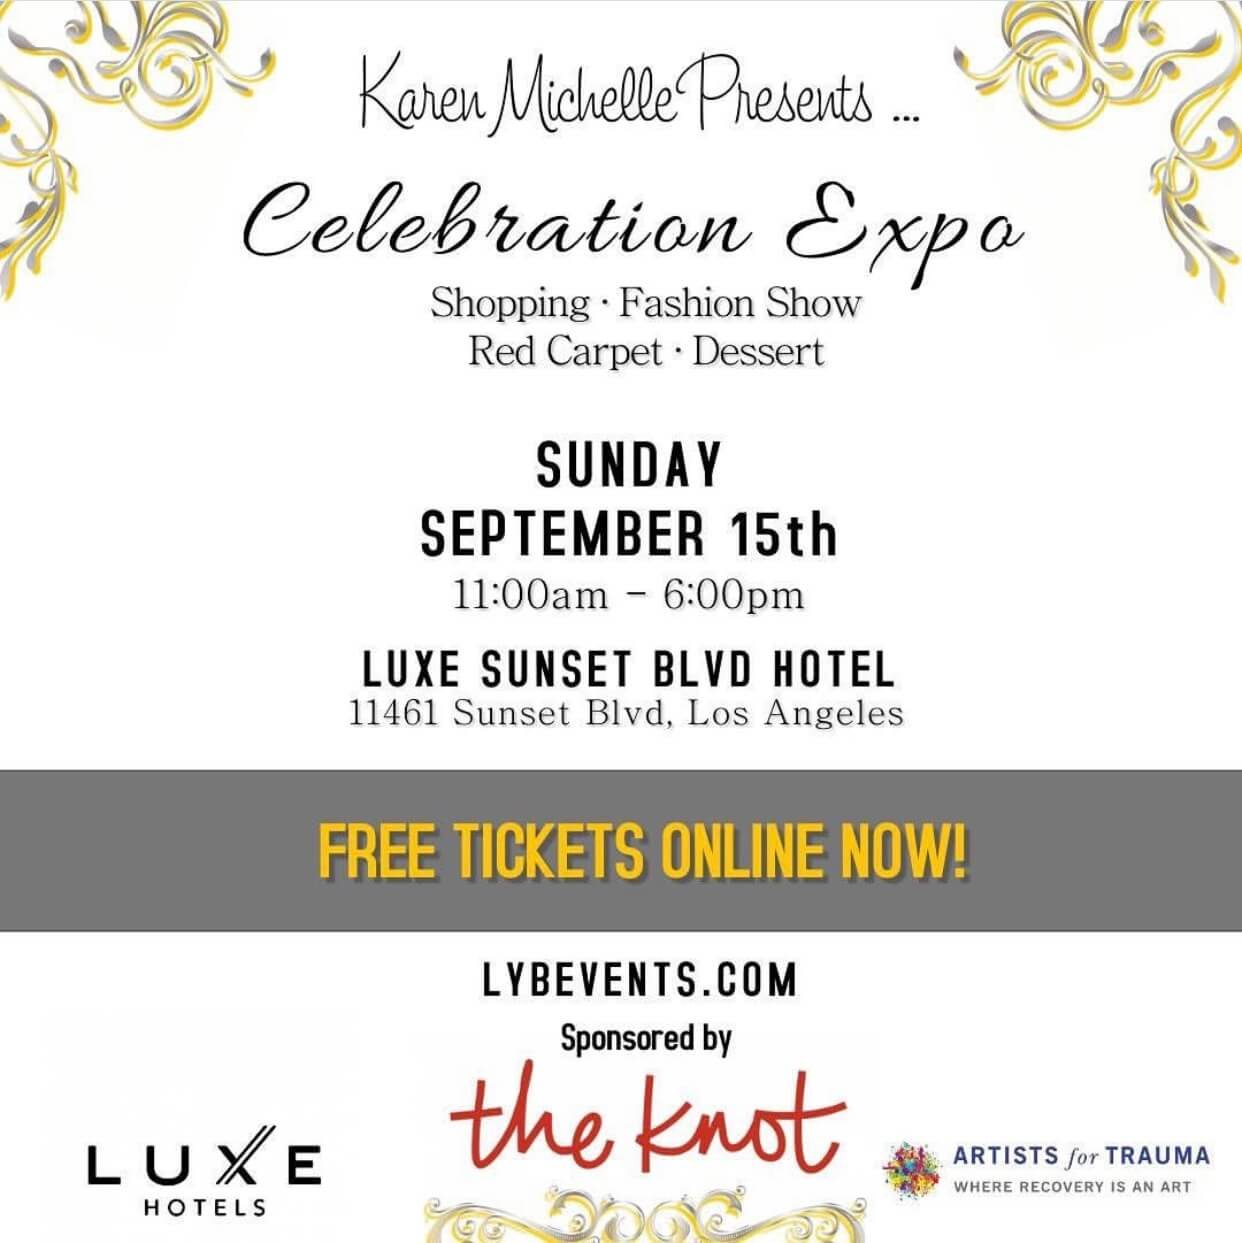 Karen Michelle Presents ...
Celebration Expo
Shopping · Fashion Show
Red Carpet · Dessert
SUNDAY
SEPTEMBER 15th
11:00am - 6:00pm
LUXE SUNSET BLVD HOTEL
11461 Sunset Blvd, Los Angeles
FREE TICKETS ONLINE NOW!
LYBEVENTS.COM
Sponsored by
the knot
LUXE
HOTELS
ARTISTS for TRAUMA
WHERE RECOVERY IS AN ART